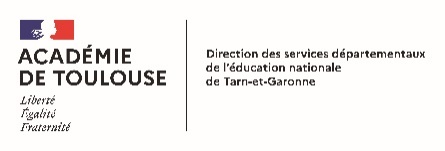 ACADÉMIE
DE TOULOUSE
Liberté
Égalité
Fraternité
Direction des services départementaux
de l'éducation nationale
de Tarn-et-Garonne